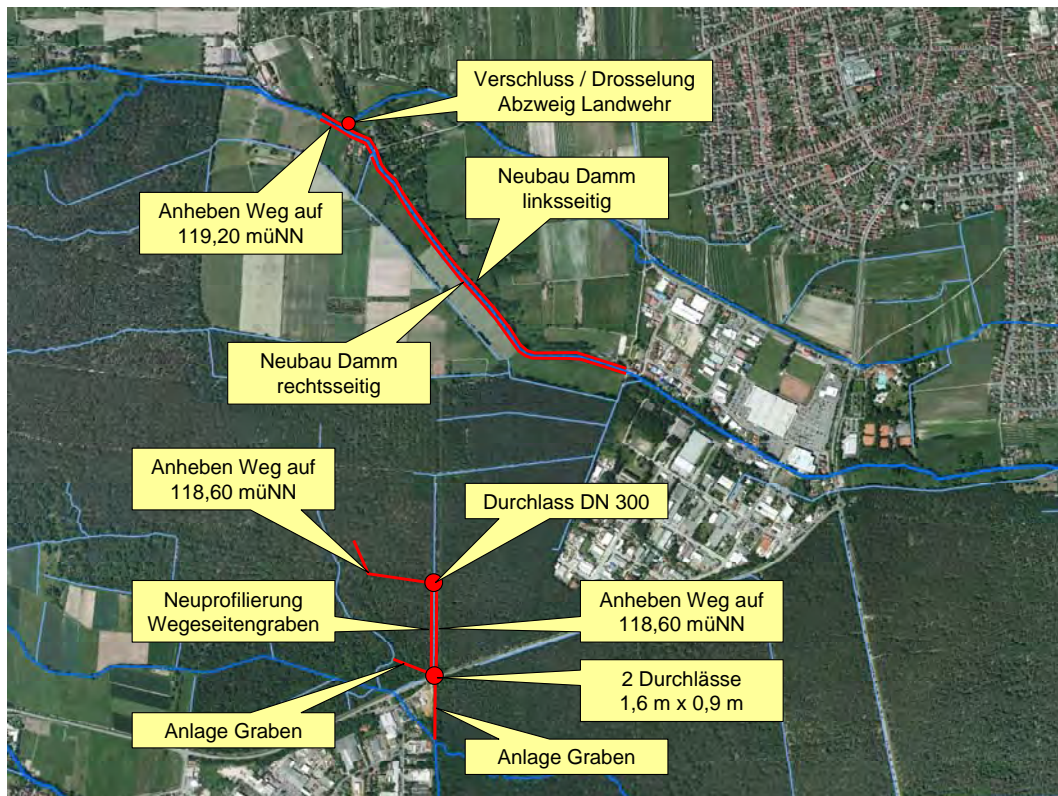 Verschluss / Drosselung
Abzweig Landwehr
Anheben Weg auf
119,20 müNN
Neubau Damm
linksseitig
Neubau Damm
rechtsseitig
Anheben Weg auf
118,60 müNN
Durchlass DN 300
Neuprofilierung
Wegeseitengraben
Anheben Weg auf
118,60 müNN
2 Durchlässe
1,6 m x 0,9 m
Anlage Graben
Anlage Graben